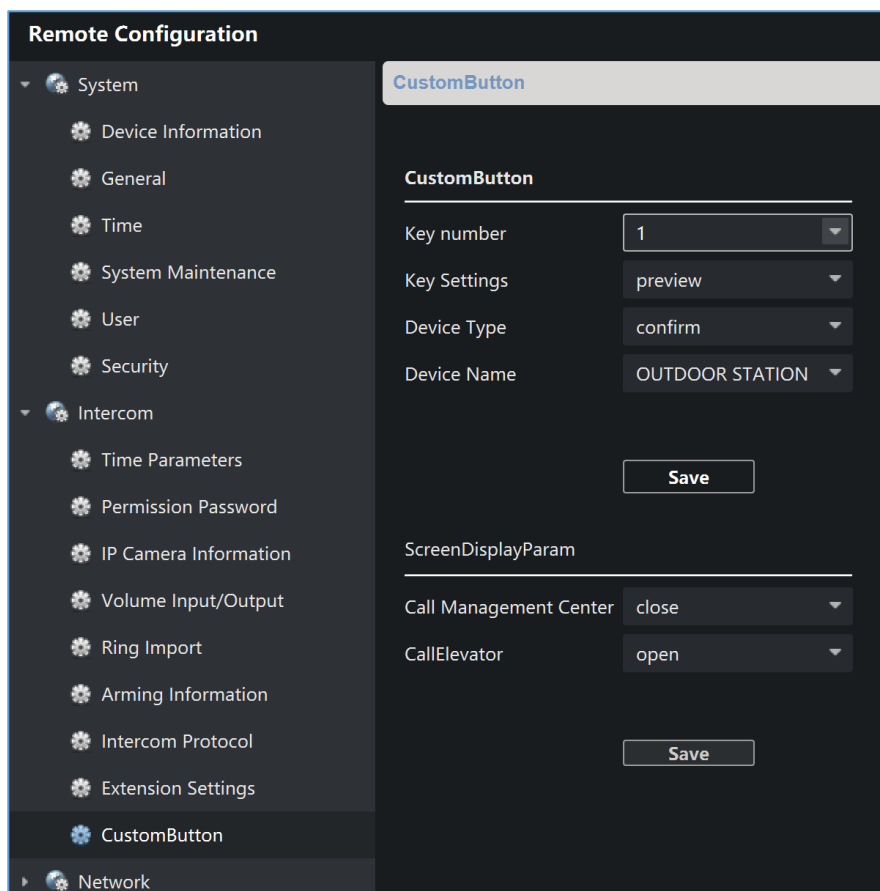 Remote Configuration
System
Device Information
General
Time
System Maintenance
User
Security
Intercom
Time Parameters
Permission Password
IP Camera Information
Volume Input/Output
Ring Import
Arming Information
Intercom Protocol
Extension Settings
CustomButton
Network
CustomButton
CustomButton
Key number 1
Key Settings preview
Device Type confirm
Device Name OUTDOOR STATION
Save
ScreenDisplayParam
Call Management Center close
CallElevator open
Save